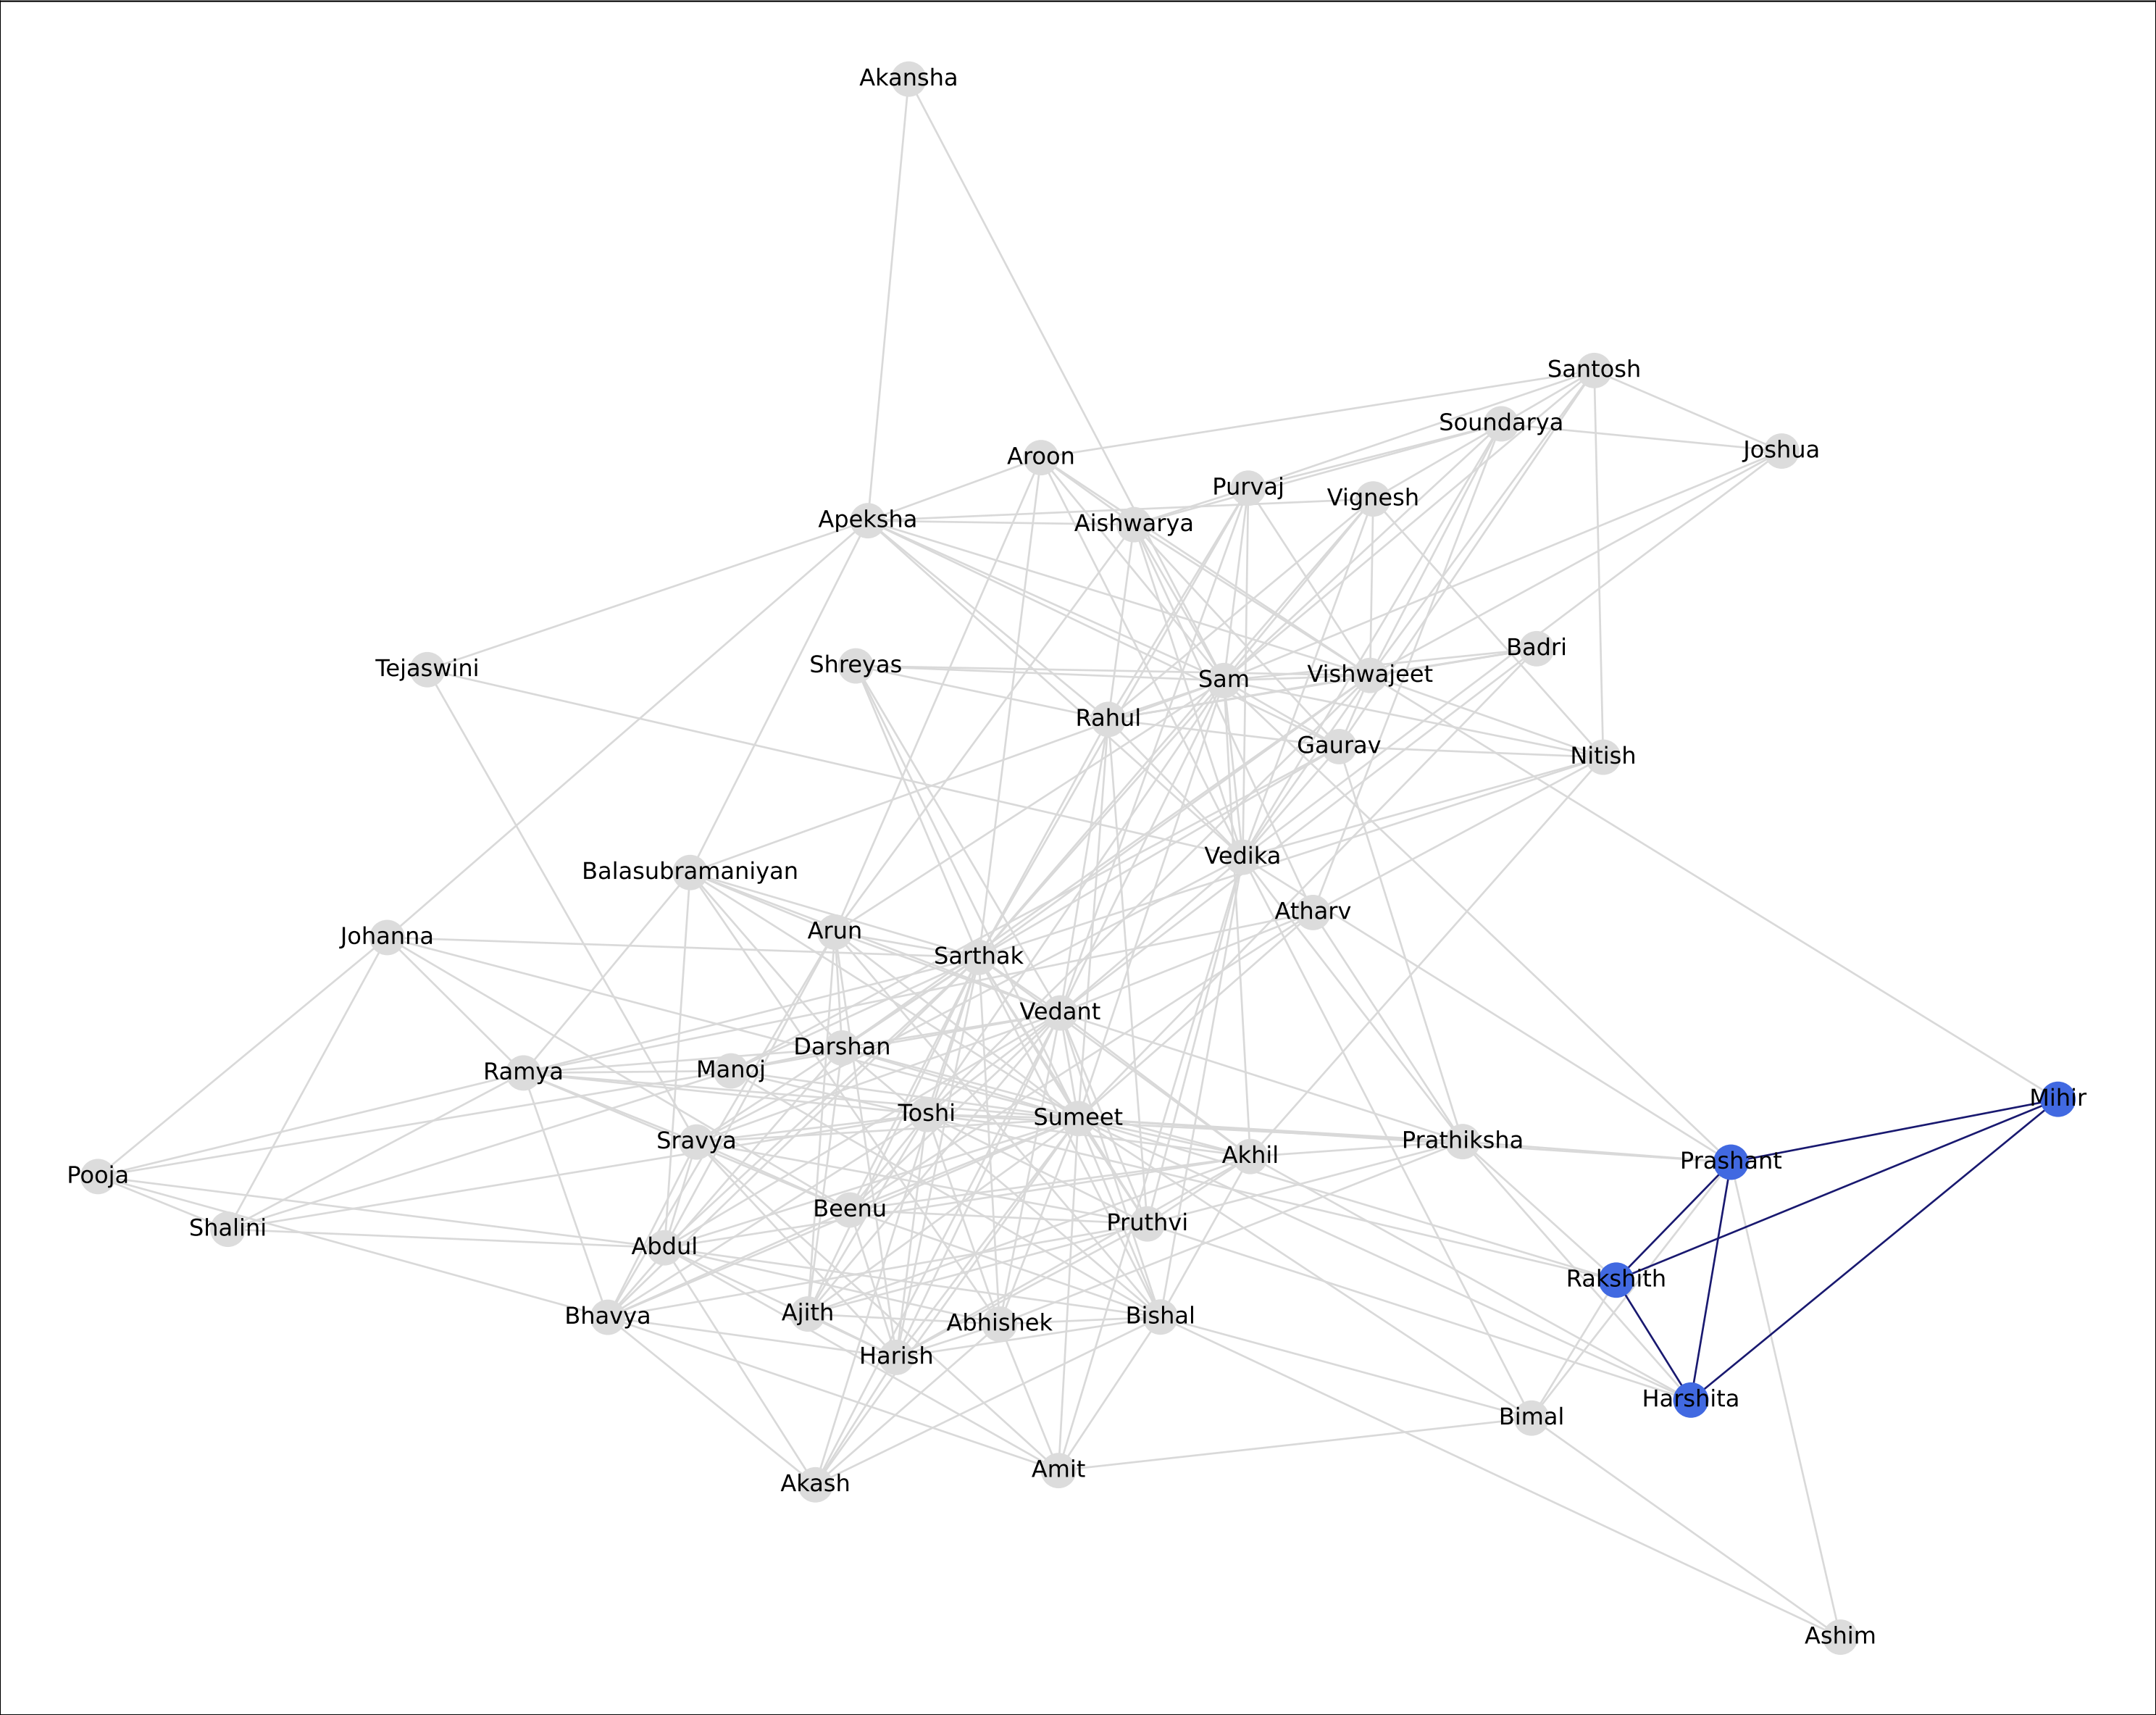 Akansha
Santosh
Soundarya
Joshua
Aroon
Purvaj
Vignesh
Apeksha
Aishwarya
Badri
Shreyas
Tejaswini
Vishwajeet
Sam
Rahul
Gaurav
Nitish
Vedika
Balasubramaniyan
Atharv
Arun
Johanna
Sarthak
Vedant
Darshan
Manoj
Ramya
Mihir
Toshi
Sumeet
Sravya
Prathiksha
Akhil
Prashant
Pooja
Beenu
Pruthvi
Shalini
Abdul
Rakshith
Ajith
Bhavya
Bishal
Abhishek
Harish
Harshita
Bimal
Amit
Akash
Ashim